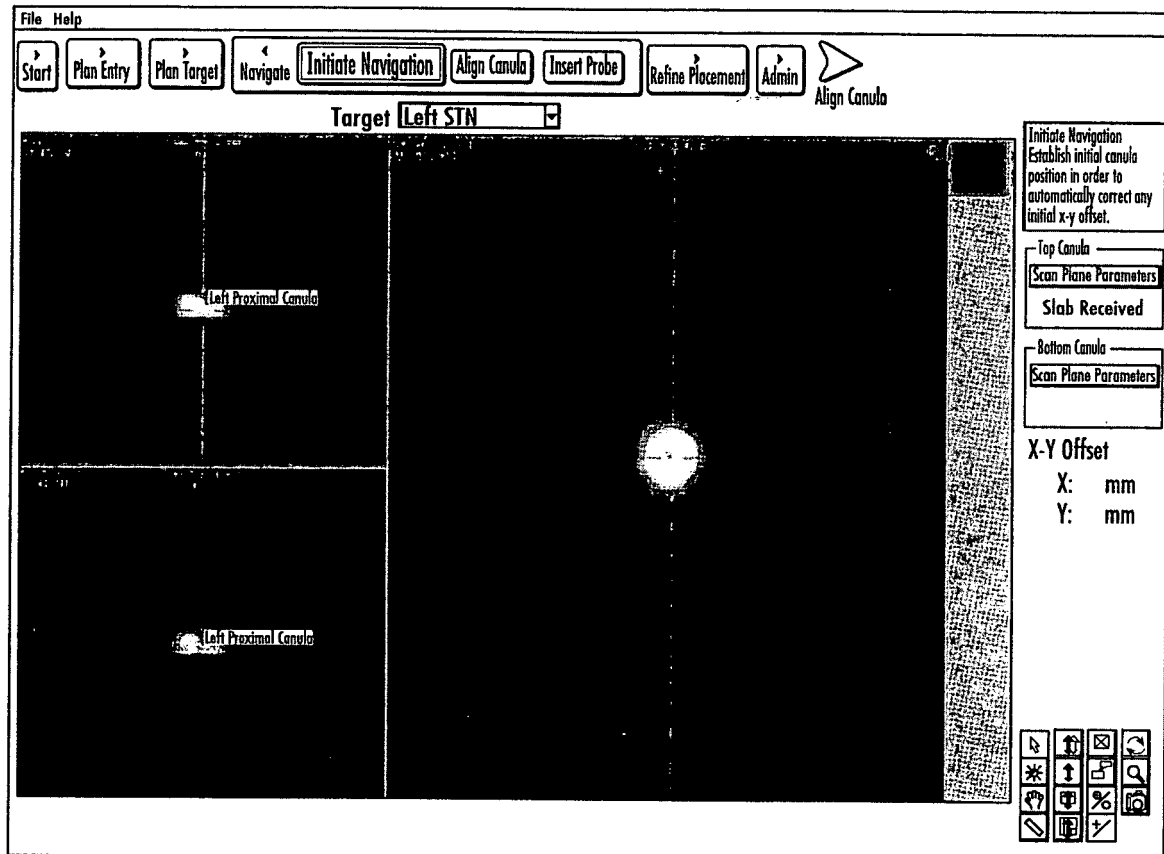 File Help
Start
Plan Entry
Plan Target
Navigate
Initiate Navigation
Align Canula
Insert Probe
Refine Placement
Admin
Align Canula
Target Left STN
Initiate Navigation
Establish initial canula
position in order to
automatically correct any
initial x-y offset.
Top Canula
Scan Plane Parameters
Slab Received
Bottom Canula
Scan Plane Parameters
X-Y Offset
X: mm
Y: mm
Left Proximal Canula
Left Proximal Canula